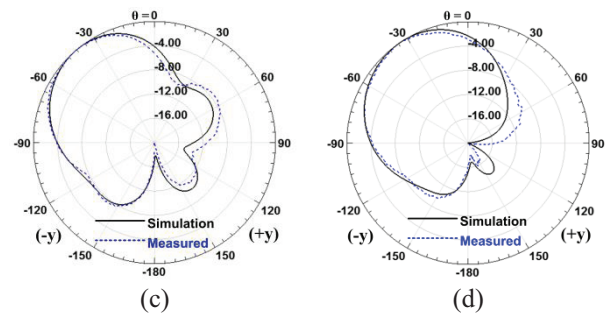 θ = 0
-30
30
-4.00
-60
60
-8.00
-12.00
-16.00
-90
90
-120
120
Simulation
(-y)
Measured
(+y)
-150
150
-180
(c)
θ = 0
-30
30
-4.00
-60
60
-8.00
-12.00
-16.00
-90
90
-120
120
Simulation
(-y)
Measured
(+y)
-150
150
-180
(d)